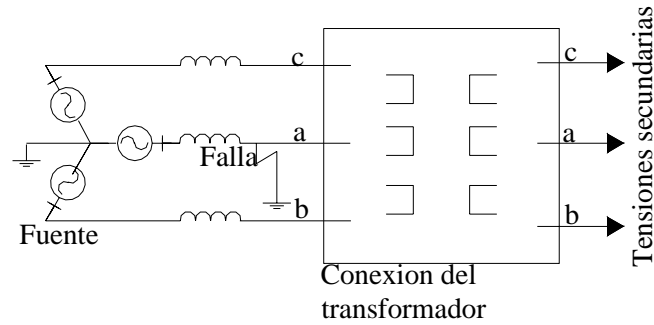 c
c
a
a
Falla
b
b
Fuente
Tensiones secundarias
Conexion del
transformador